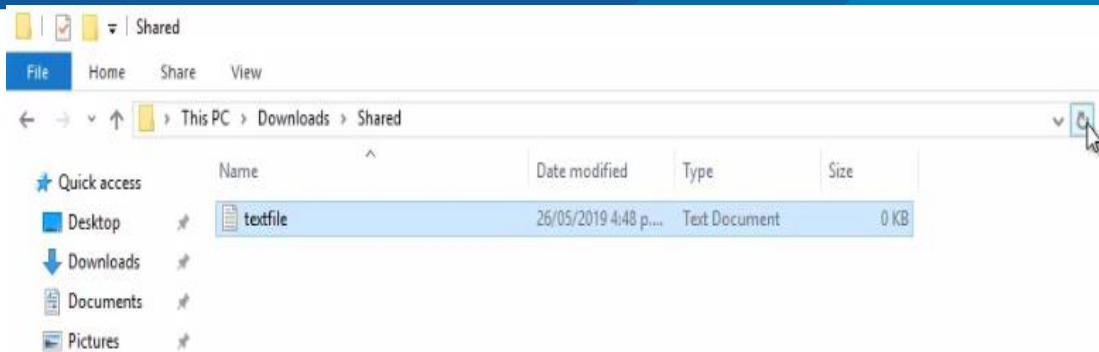 Shared
File Home Share View
This PC > Downloads > Shared
Quick access
Name Date modified Type Size
Desktop
textfile 26/05/2019 4:48 p.... Text Document 0 KB
Downloads
Documents
Pictures